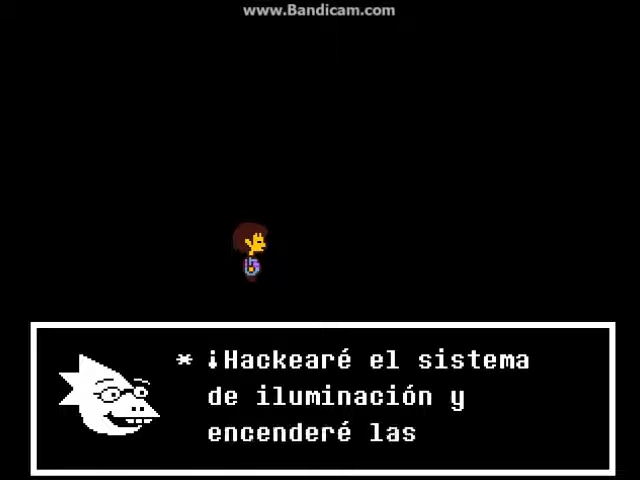 www.Bandicam.com
* ¡Hackearé el sistema
de iluminación y
encenderé las